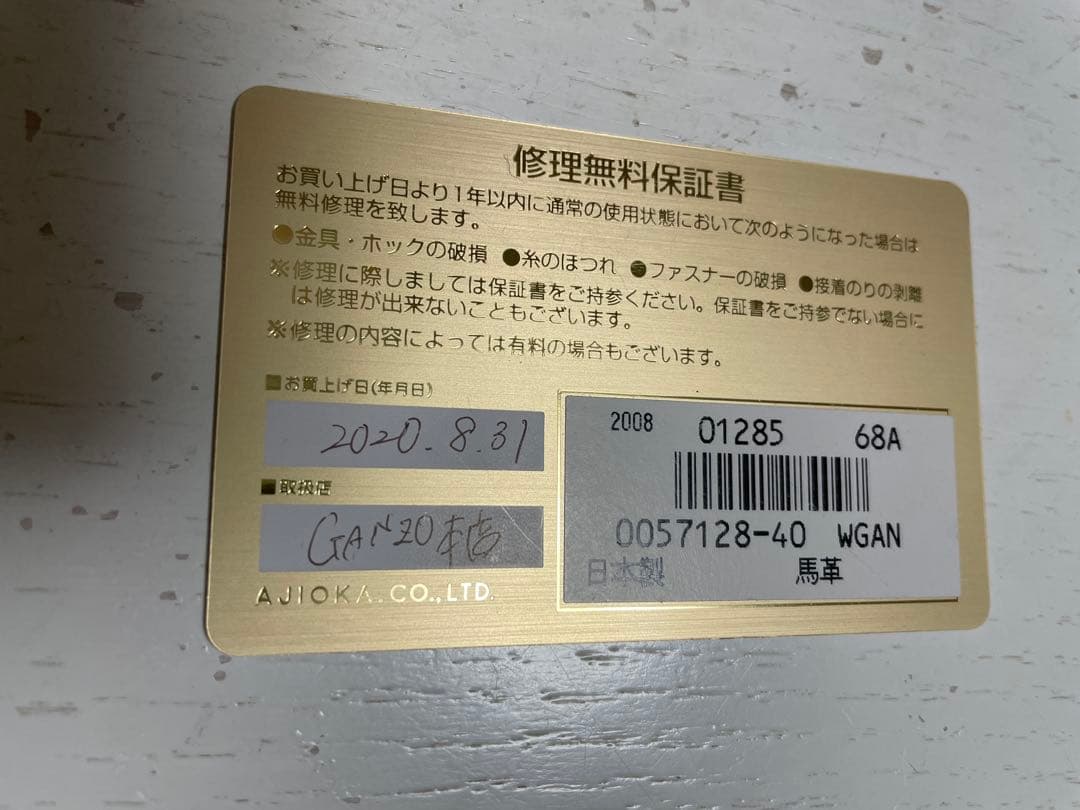 修理無料保証書
お買い上げ日より1年以内に通常の使用状態において次のようになった場合は
無料修理を致します。
●金具・ホックの破損 ●糸のほつれ ●ファスナーの破損 ●接着のりの剥離
※修理に際しましては保証書をご持参ください。保証書をご持参でない場合に
は修理が出来ないこともございます。
※修理の内容によっては有料の場合もございます。
■お買上げ日(年月日)
2020.8.31
■取扱店
GANZO本店
AJIOKA.CO.,LTD.
2008 01285 68A
0057128-40 WGAN
日本製 馬革